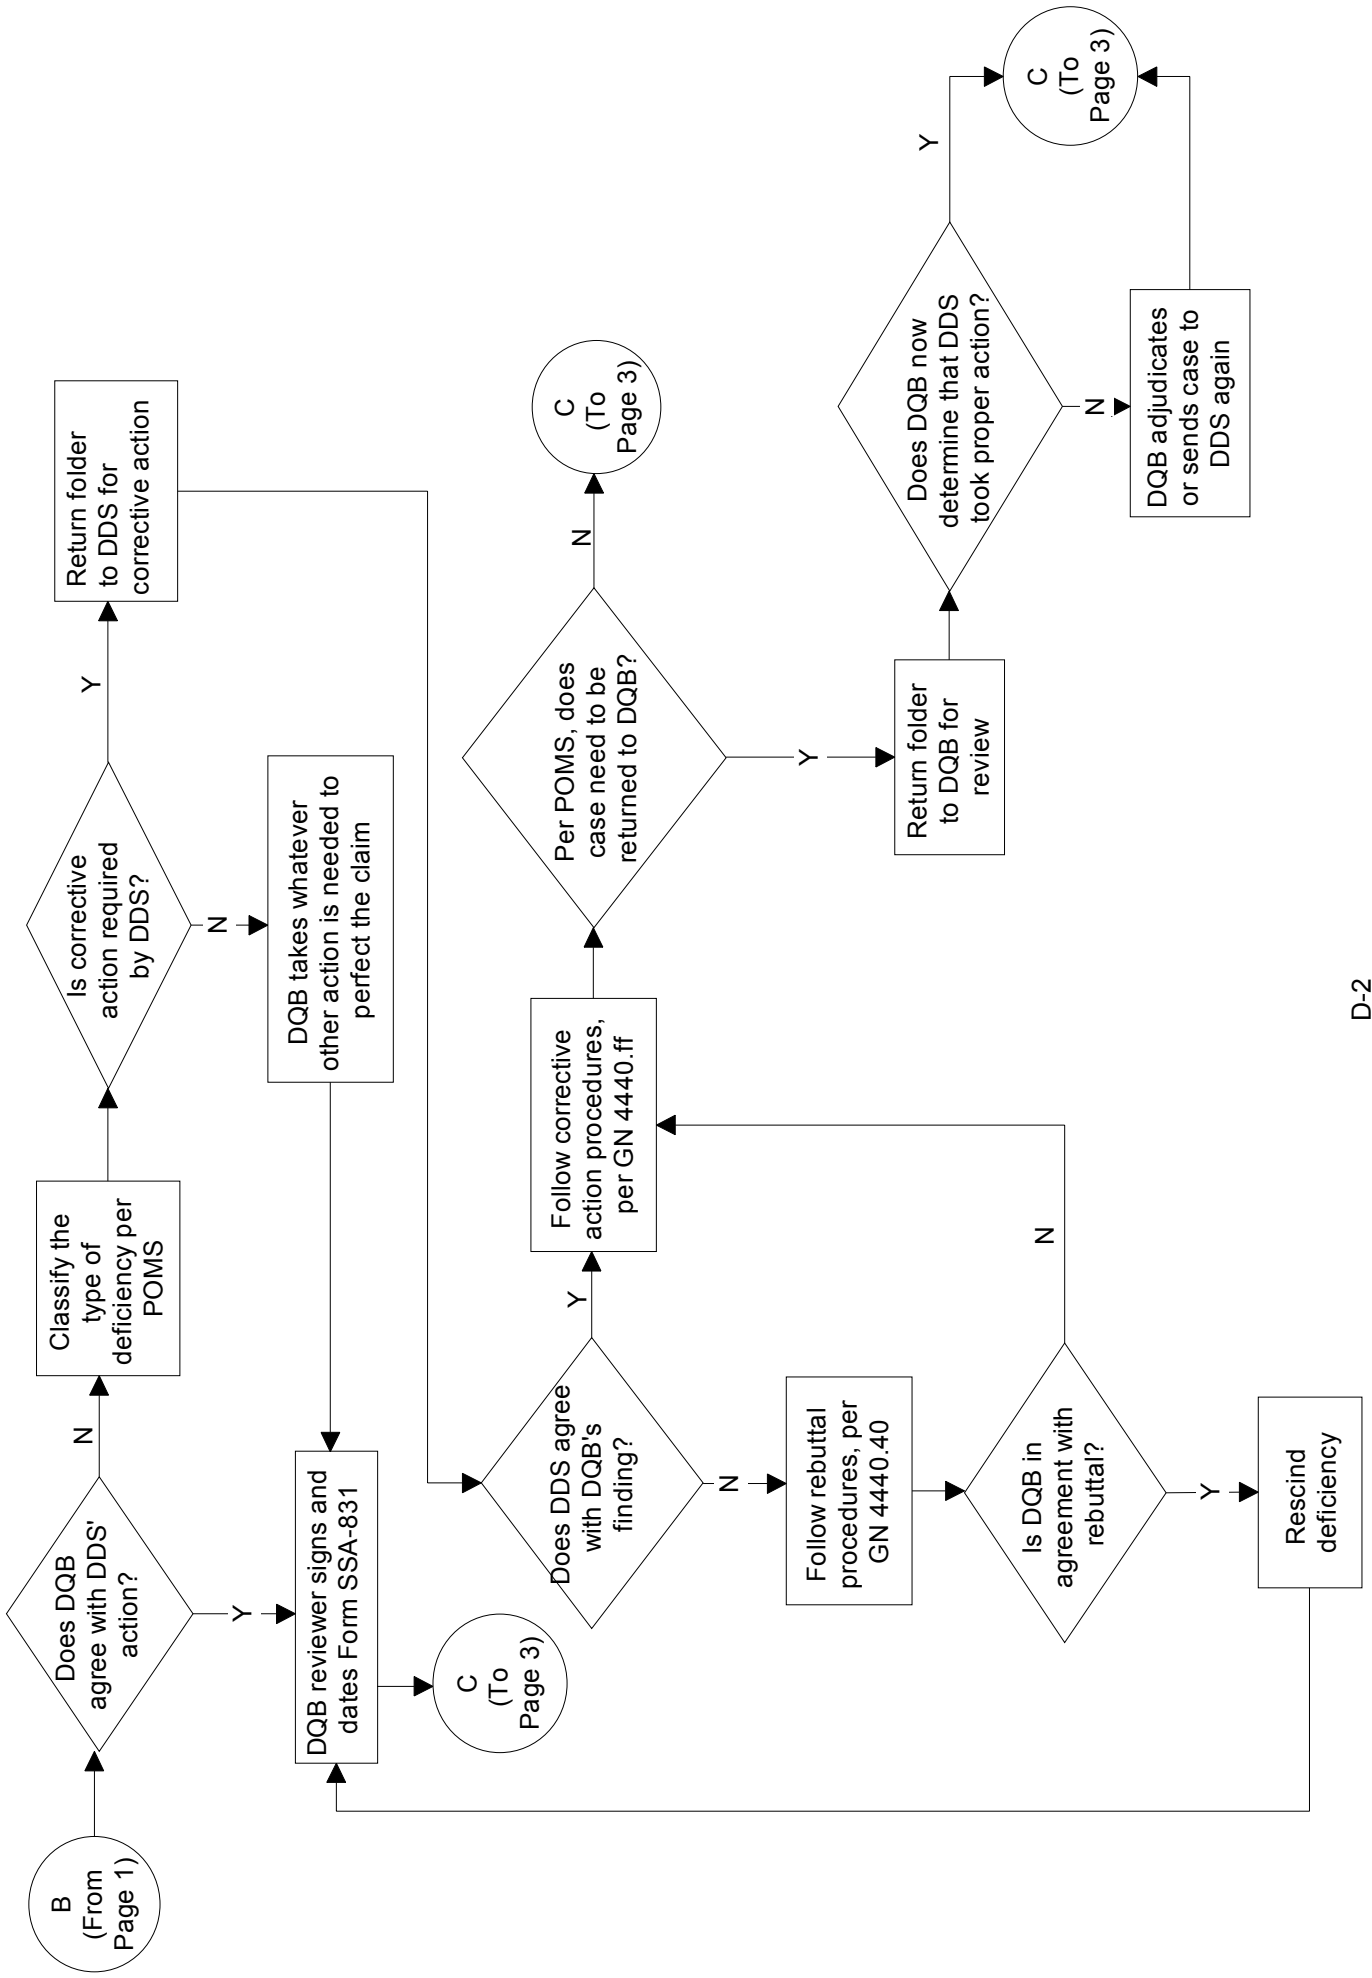 B
(From
Page 1)
Does DQB
agree with DDS'
action?
N
Classify the
type of
deficiency per
POMS
Is corrective
action required
by DDS?
Y
Return folder
to DDS for
corrective action
Y
N
DQB takes whatever
other action is needed to
perfect the claim
DQB reviewer signs and
dates Form SSA-831
C
(To
Page 3)
Does DDS agree
with DQB's
finding?
Y
Follow corrective
action procedures,
per GN 4440.ff
Per POMS, does
case need to be
returned to DQB?
N
C
(To
Page 3)
N
Follow rebuttal
procedures, per
GN 4440.40
Y
Return folder
to DQB for
review
Does DQB now
determine that DDS
took proper action?
Y
C
(To
Page 3)
Is DQB in
agreement with
rebuttal?
N
N
DQB adjudicates
or sends case to
DDS again
Y
Rescind
deficiency
D-2